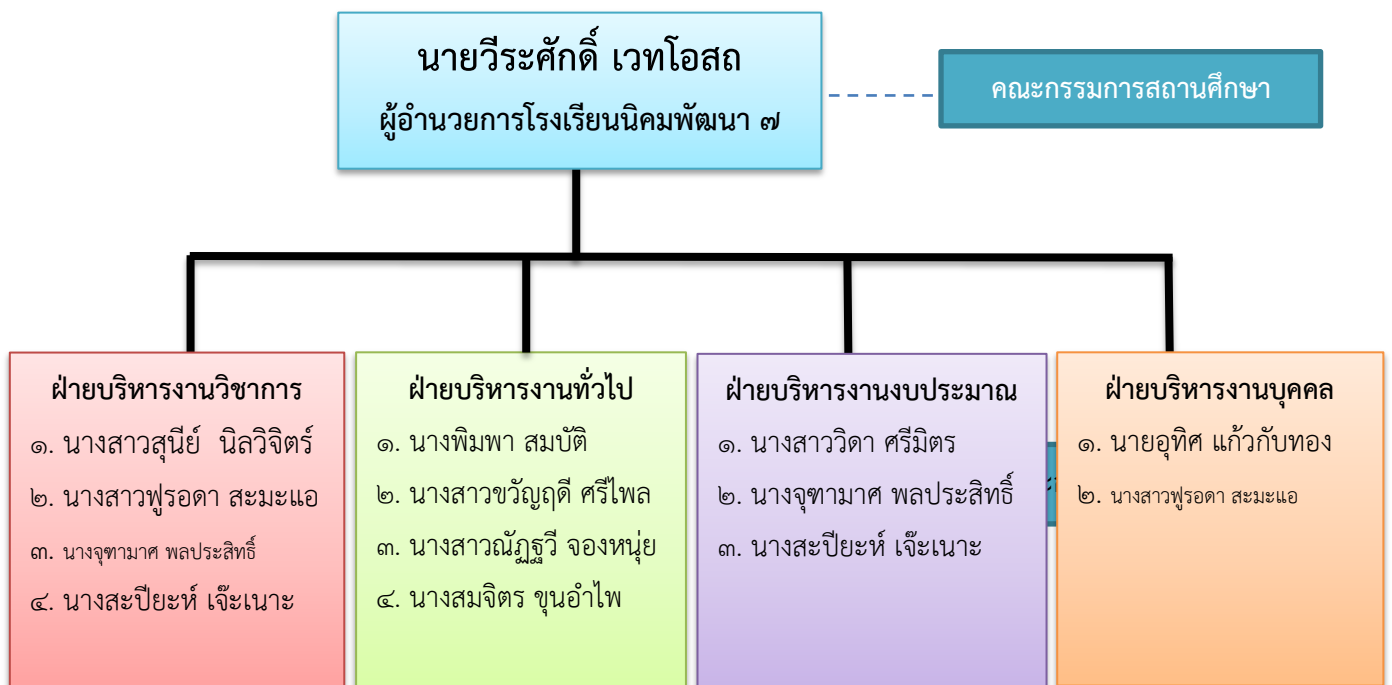 นายวีระศักดิ์ เวทโอสถ
ผู้อำนวยการโรงเรียนนิคมพัฒนา ๗
คณะกรรมการสถานศึกษา
ฝ่ายบริหารงานวิชาการ
๑. นางสาวสุนีย์ นิลวิจิตร์
๒. นางสาวฟูรอดา สะมะแอ
๓. นางจุฑามาศ พลประสิทธิ์
๔. นางสะปียะห์ เจ๊ะเนาะ
ฝ่ายบริหารงานทั่วไป
๑. นางพิมพา สมบัติ
๒. นางสาวขวัญฤดี ศรีไพล
๓. นางสาวณัฏฐวี จองหนุ่ย
๔. นางสมจิตร ขุนอำไพ
ฝ่ายบริหารงานงบประมาณ
๑. นางสาววิดา ศรีมิตร
๒. นางจุฑามาศ พลประสิทธิ์
๓. นางสะปียะห์ เจ๊ะเนาะ
ฝ่ายบริหารงานบุคคล
๑. นายอุทิศ แก้วกับทอง
๒. นางสาวฟูรอดา สะมะแอ